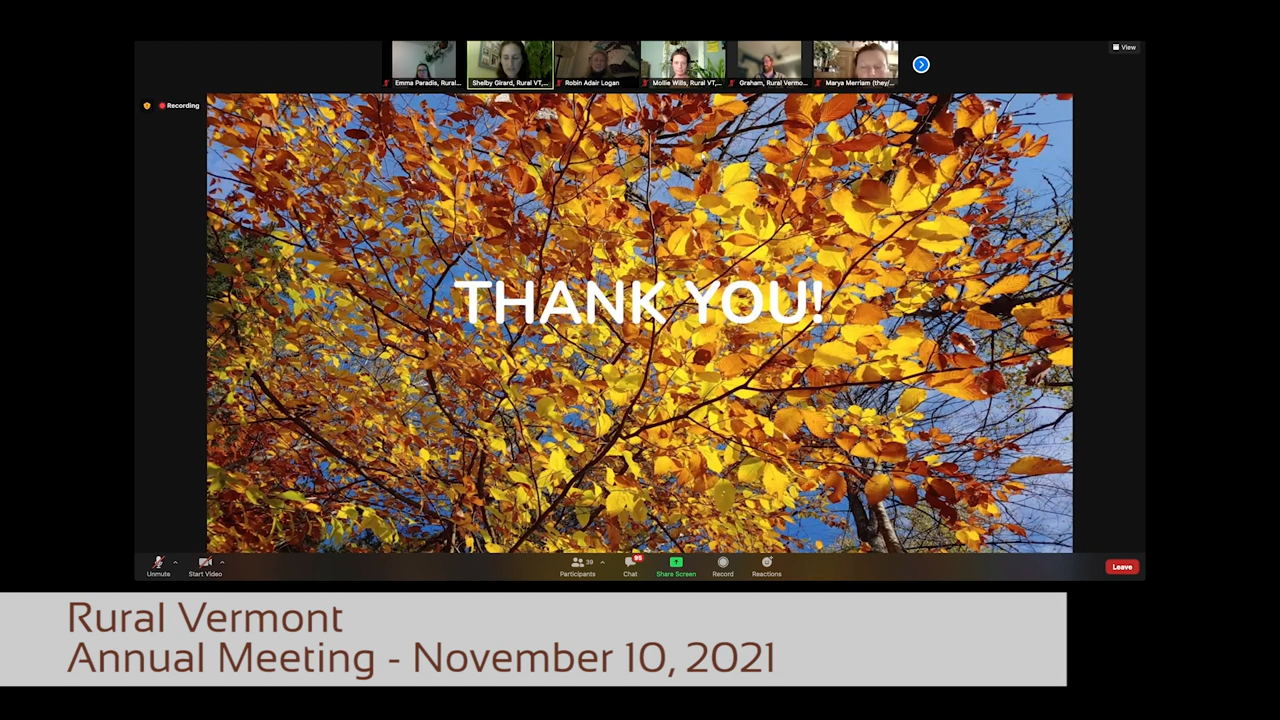 View
Emma Paradis, Rural...
Shelby Girard, Rural VT,...
Robin Adair Logan
Mollie Wills, Rural VT,...
Graham, Rural Vermo...
Marya Merriam (they/...
Recording
THANK YOU!
Unmute
Start Video
39
Participants
95
Chat
Share Screen
Record
Reactions
Leave
Rural Vermont
Annual Meeting - November 10, 2021